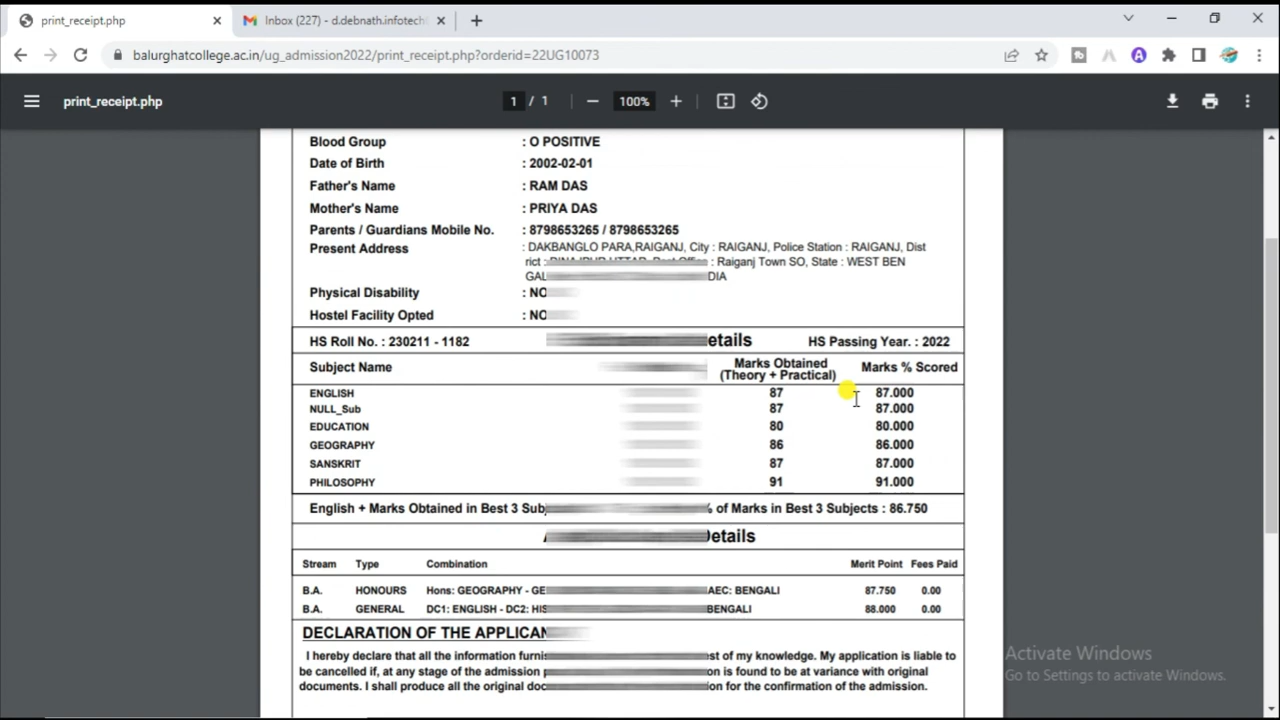 print_receipt.php
Inbox (227) - d.debnath.infotech
balurghatcollege.ac.in/ug_admission2022/print_receipt.php?orderid=22UG10073
print_receipt.php 1 / 1 100%
Blood Group : O POSITIVE
Date of Birth : 2002-02-01
Father's Name : RAM DAS
Mother's Name : PRIYA DAS
Parents / Guardians Mobile No. : 8798653265 / 8798653265
Present Address : DAKBANGLO PARA,RAIGANJ, City : RAIGANJ, Police Station : RAIGANJ, Dist
rict : : Raiganj Town SO, State : WEST BEN
GAL DIA
Physical Disability : NO
Hostel Facility Opted : NO
HS Roll No. : 230211 - 1182 etails HS Passing Year. : 2022
Subject Name Marks Obtained (Theory + Practical) Marks % Scored
ENGLISH 87 87.000
NULL_Sub 87 87.000
EDUCATION 80 80.000
GEOGRAPHY 86 86.000
SANSKRIT 87 87.000
PHILOSOPHY 91 91.000
English + Marks Obtained in Best 3 Sub % of Marks in Best 3 Subjects : 86.750
Details
Stream Type Combination Merit Point Fees Paid
B.A. HONOURS Hons: GEOGRAPHY - GE AEC: BENGALI 87.750 0.00
B.A. GENERAL DC1: ENGLISH - DC2: HIS BENGALI 88.000 0.00
DECLARATION OF THE APPLICAN
I hereby declare that all the information furni st of my knowledge. My application is liable to
be cancelled if, at any stage of the admission on is found to be at variance with original
documents. I shall produce all the original doc ion for the confirmation of the admission.
Activate Windows
Go to Settings to activate Windows.